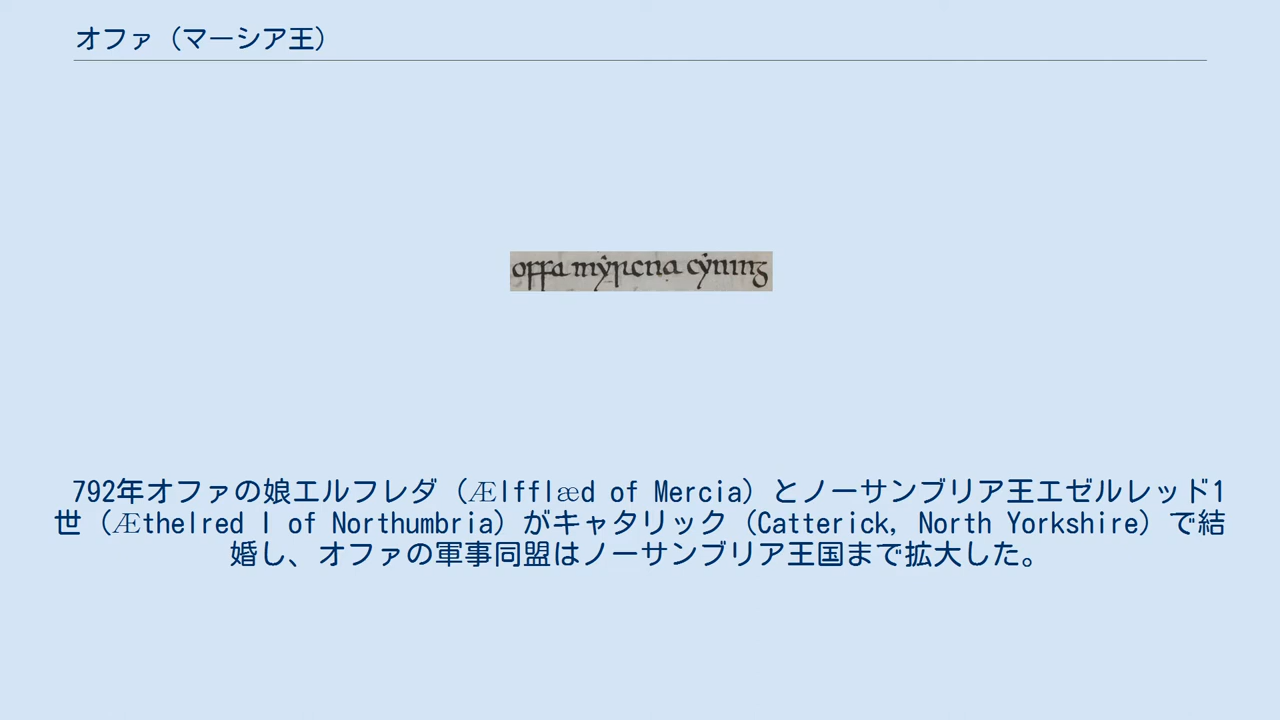 オファ（マーシア王）
offa mẏrcna cẏning
792年オファの娘エルフレダ（Ælfflæd of Mercia）とノーサンブリア王エゼルレッド1
世（Æthelred I of Northumbria）がキャタリック（Catterick, North Yorkshire）で結
婚し、オファの軍事同盟はノーサンブリア王国まで拡大した。